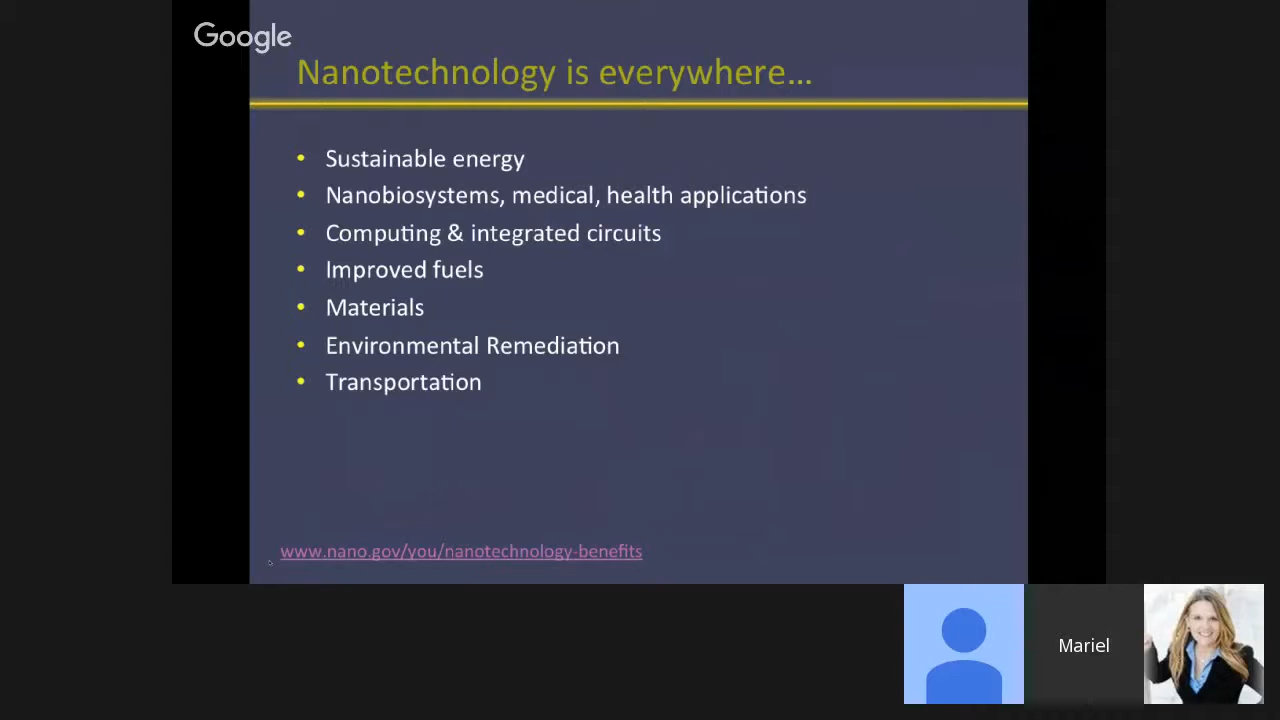 Google
Nanotechnology is everywhere...
• Sustainable energy
• Nanobiosystems, medical, health applications
• Computing & integrated circuits
• Improved fuels
• Materials
• Environmental Remediation
• Transportation
www.nano.gov/you/nanotechnology-benefits
Mariel